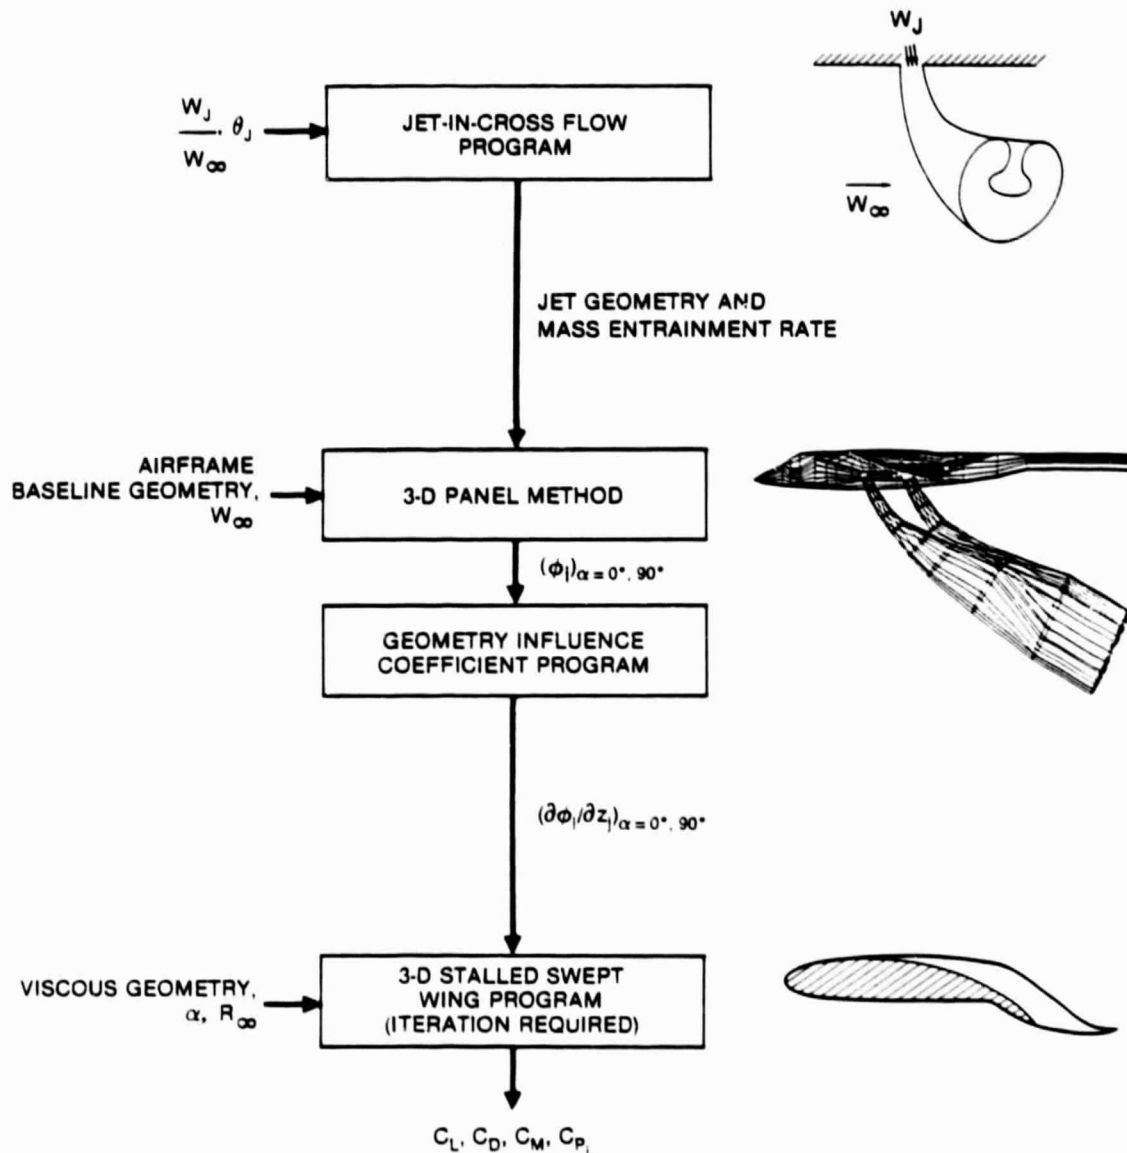 W_J
W_J
JET-IN-CROSS FLOW
, θ_J
PROGRAM
W_∞
W_∞
JET GEOMETRY AND
MASS ENTRAINMENT RATE
AIRFRAME
BASELINE GEOMETRY,
3-D PANEL METHOD
W_∞
(ϕ_i)_α = 0°, 90°
GEOMETRY INFLUENCE
COEFFICIENT PROGRAM
(∂ϕ_i/∂z_j)_α = 0°, 90°
3-D STALLED SWEPT
VISCOUS GEOMETRY,
WING PROGRAM
α, R_∞
(ITERATION REQUIRED)
C_L, C_D, C_M, C_P_i